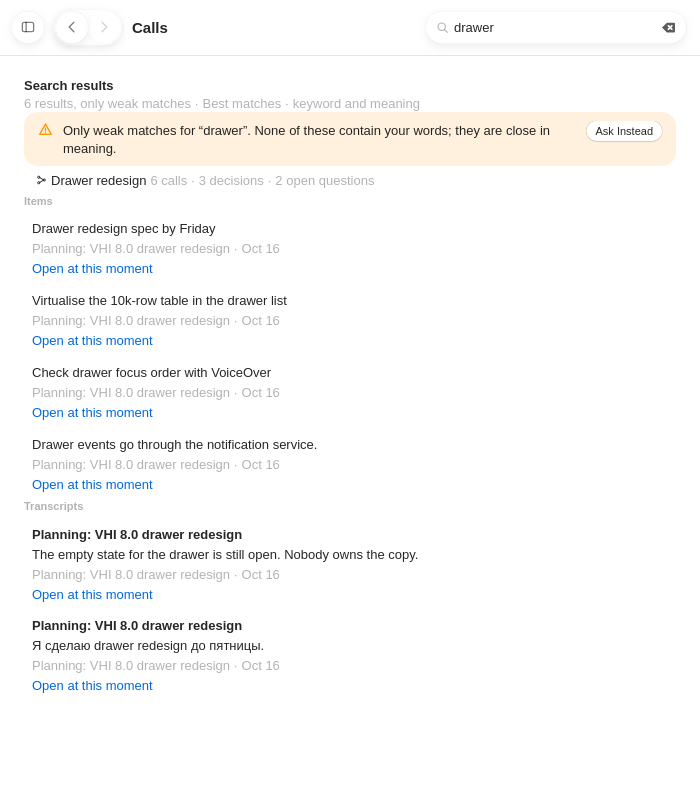 Calls
drawer
Search results
6 results, only weak matches · Best matches · keyword and meaning
Only weak matches for “drawer”. None of these contain your words; they are close in
meaning.
Ask Instead
Drawer redesign 6 calls · 3 decisions · 2 open questions
Items
Drawer redesign spec by Friday
Planning: VHI 8.0 drawer redesign · Oct 16
Open at this moment
Virtualise the 10k-row table in the drawer list
Planning: VHI 8.0 drawer redesign · Oct 16
Open at this moment
Check drawer focus order with VoiceOver
Planning: VHI 8.0 drawer redesign · Oct 16
Open at this moment
Drawer events go through the notification service.
Planning: VHI 8.0 drawer redesign · Oct 16
Open at this moment
Transcripts
Planning: VHI 8.0 drawer redesign
The empty state for the drawer is still open. Nobody owns the copy.
Planning: VHI 8.0 drawer redesign · Oct 16
Open at this moment
Planning: VHI 8.0 drawer redesign
Я сделаю drawer redesign до пятницы.
Planning: VHI 8.0 drawer redesign · Oct 16
Open at this moment